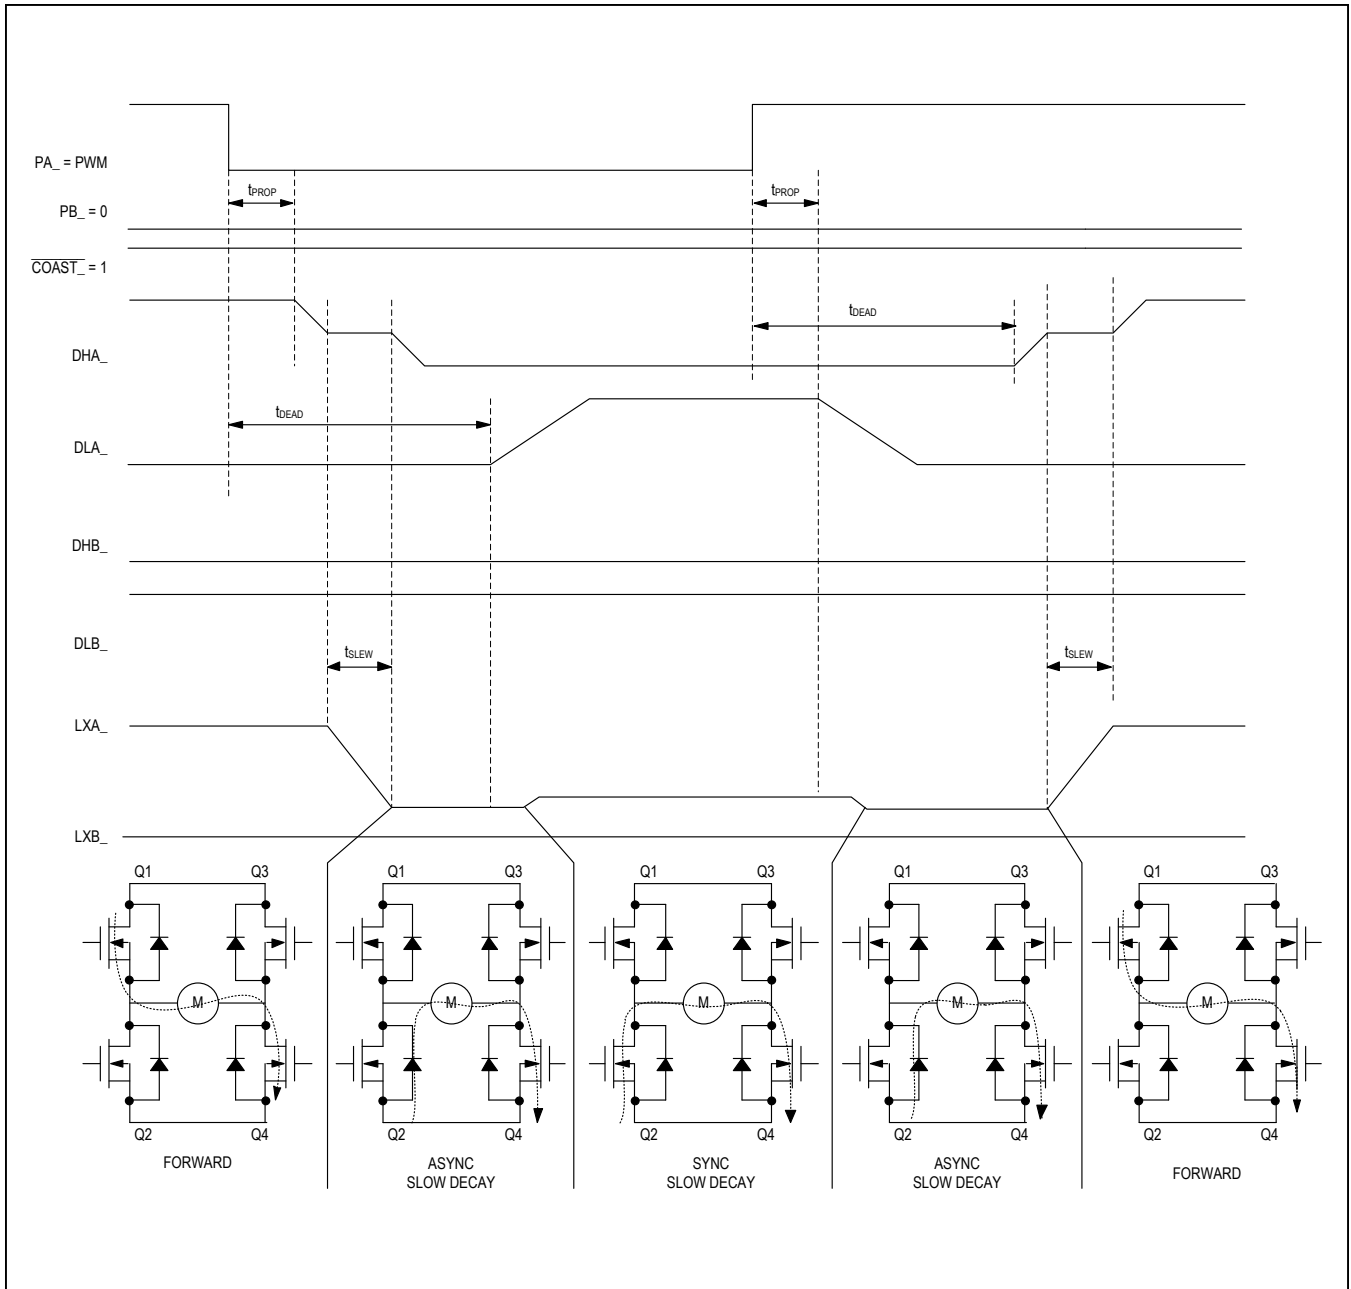 PA_ = PWM
tPROP
tPROP
PB_ = 0
COAST_ = 1
tDEAD
DHA_
tDEAD
DLA_
DHB_
DLB_
tSLEW
tSLEW
LXA_
LXB_
Q1 Q3
Q1 Q3
Q1 Q3
Q1 Q3
Q1 Q3
M
M
M
M
M
Q2 Q4
Q2 Q4
Q2 Q4
Q2 Q4
Q2 Q4
FORWARD
ASYNC
SLOW DECAY
SYNC
SLOW DECAY
ASYNC
SLOW DECAY
FORWARD